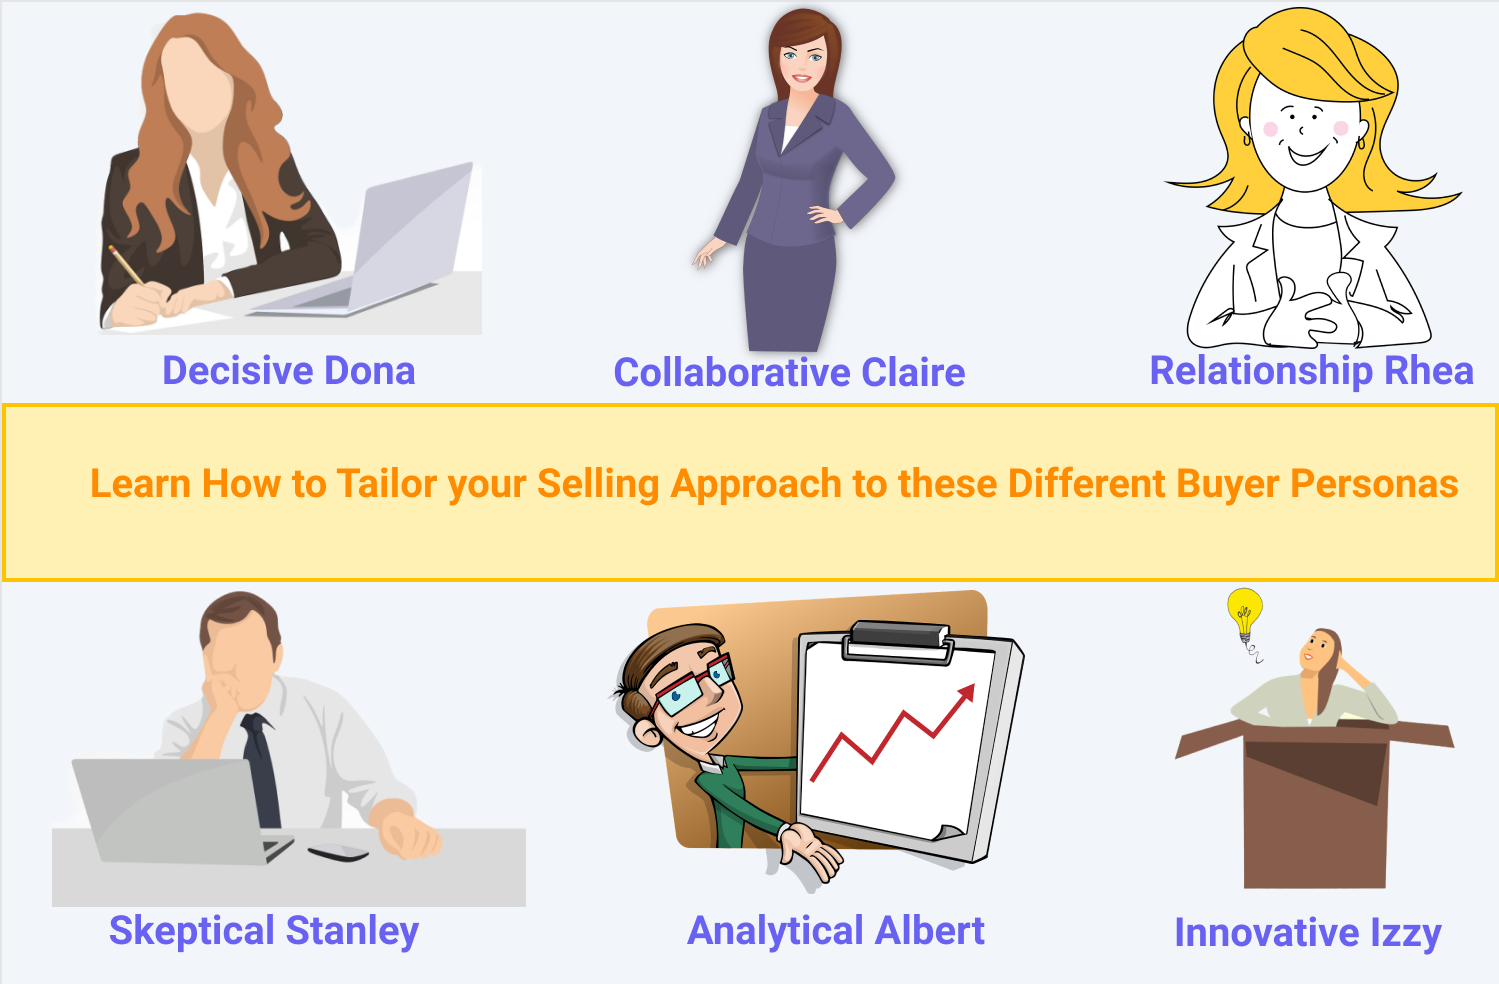 Decisive Dona
Collaborative Claire
Relationship Rhea
Learn How to Tailor your Selling Approach to these Different Buyer Personas
Skeptical Stanley
Analytical Albert
Innovative Izzy